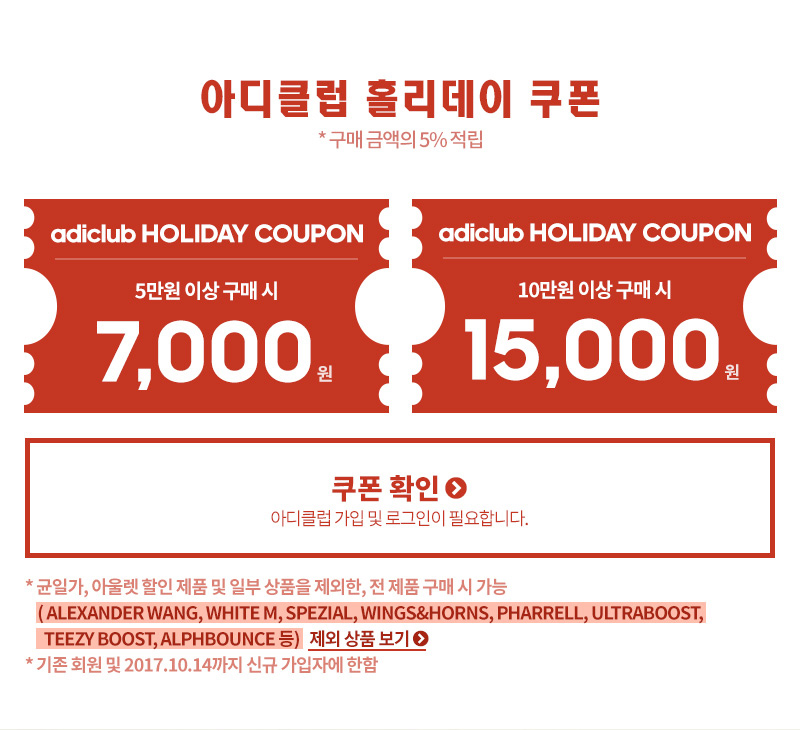 아디클럽 홀리데이 쿠폰
* 구매 금액의 5% 적립
adiclub HOLIDAY COUPON
5만원 이상 구매 시
7,000원
adiclub HOLIDAY COUPON
10만원 이상 구매 시
15,000원
쿠폰 확인
아디클럽 가입 및 로그인이 필요합니다.
* 균일가, 아울렛 할인 제품 및 일부 상품을 제외한, 전 제품 구매 시 가능
( ALEXANDER WANG, WHITE M, SPEZIAL, WINGS&HORNS, PHARRELL, ULTRABOOST,
TEEZY BOOST, ALPHBOUNCE 등) 제외 상품 보기
* 기존 회원 및 2017.10.14까지 신규 가입자에 한함